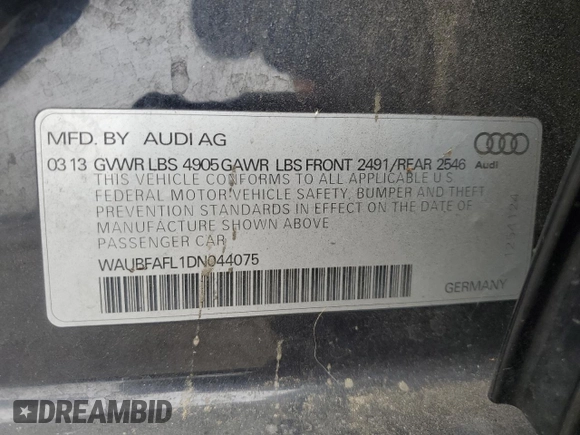 MFD. BY AUDI AG
03 13 GVWR LBS 4905 GAWR LBS FRONT 2491/REAR 2546
Audi
THIS VEHICLE CONFORMS TO ALL APPLICABLE U.S.
FEDERAL MOTOR VEHICLE SAFETY, BUMPER AND THEFT
PREVENTION STANDARDS IN EFFECT ON THE DATE OF
MANUFACTURE SHOWN ABOVE
PASSENGER CAR
WAUBFAFL1DN044075
GERMANY
DREAMBID